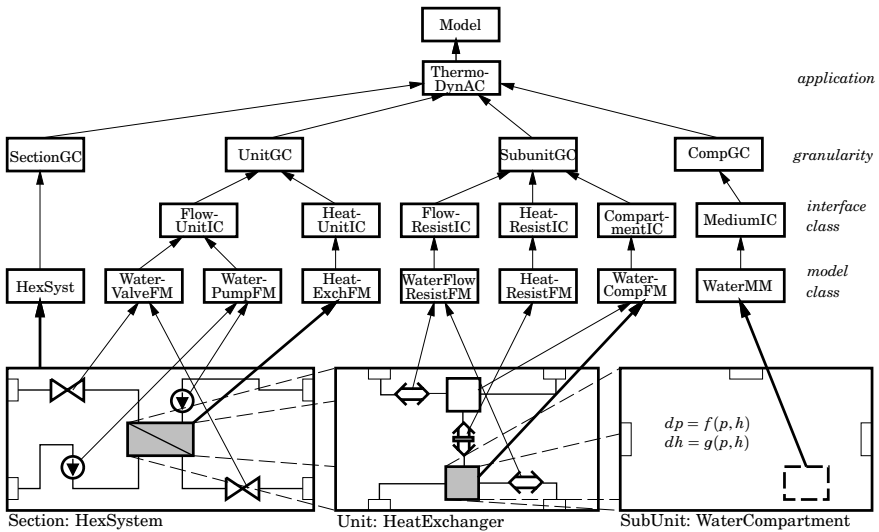 Model
Thermo-
DynAC
application
SectionGC
UnitGC
SubunitGC
CompGC
granularity
Flow-
UnitIC
Heat-
UnitIC
Flow-
ResistIC
Heat-
ResistIC
Compart-
mentIC
MediumIC
interface
class
HexSyst
Water-
ValveFM
Water-
PumpFM
Heat-
ExchFM
WaterFlow
ResistFM
Heat-
ResistFM
Water-
CompFM
WaterMM
model
class
dp = f(p,h)
dh = g(p,h)
Section: HexSystem
Unit: HeatExchanger
SubUnit: WaterCompartment